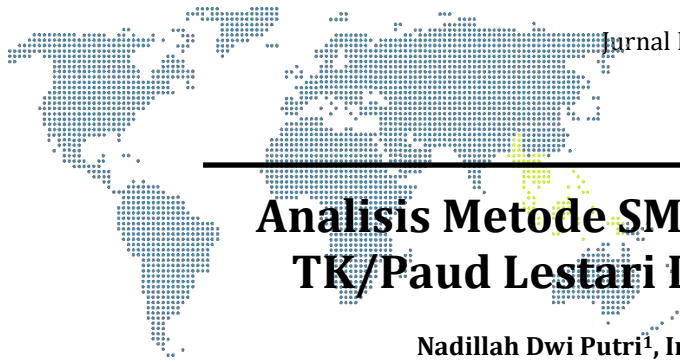 Jurnal
Analisis Metode SM
TK/Paud Lestari
Nadillah Dwi Putri¹,